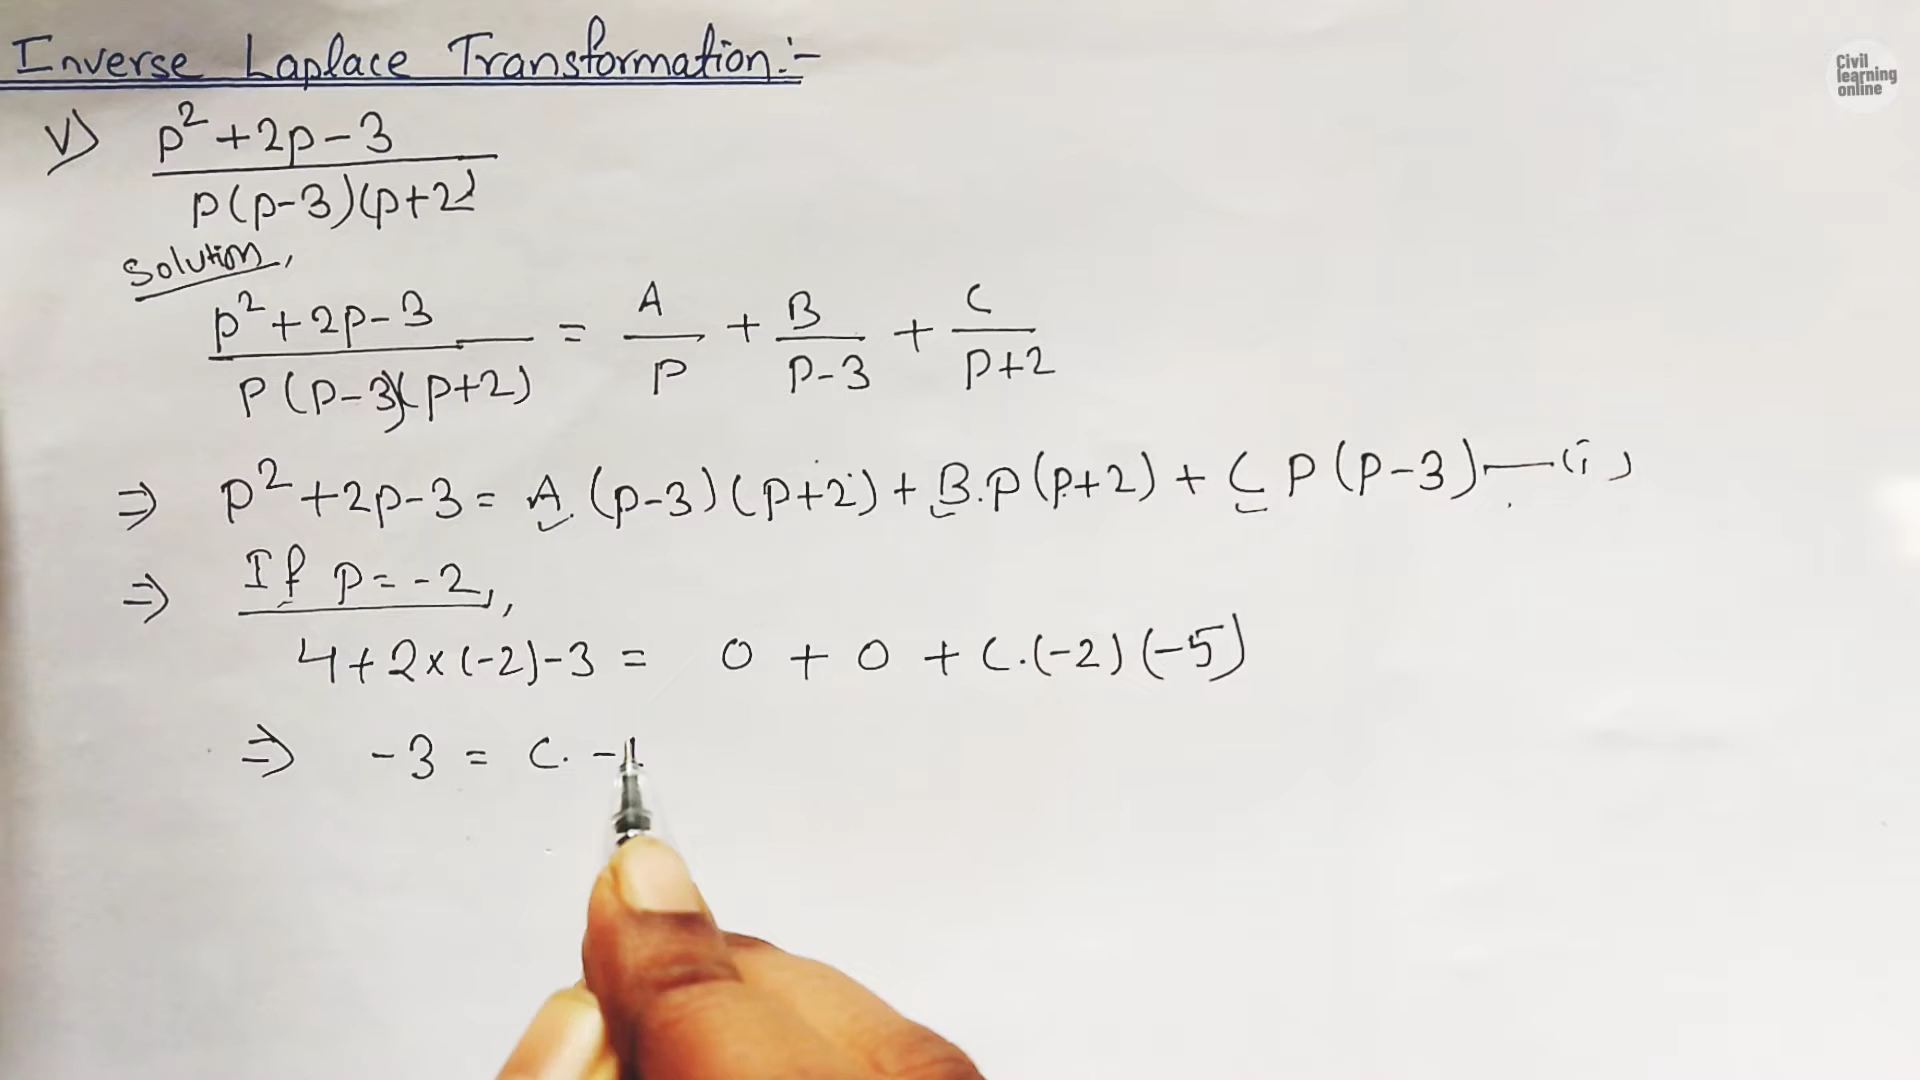 Inverse Laplace Transformation:-
Civil learning online
V) p²+2p-3
p(p-3)(p+2)
Solution,
p²+2p-3 / p(p-3)(p+2) = A/p + B/p-3 + C/p+2
⇒ p²+2p-3 = A.(p-3)(p+2)+B.p(p+2)+Cp(p-3)—(i)
⇒ If p=-2,
4+2×(-2)-3 = 0 + 0 + C.(-2)(-5)
⇒ -3 = C. -1